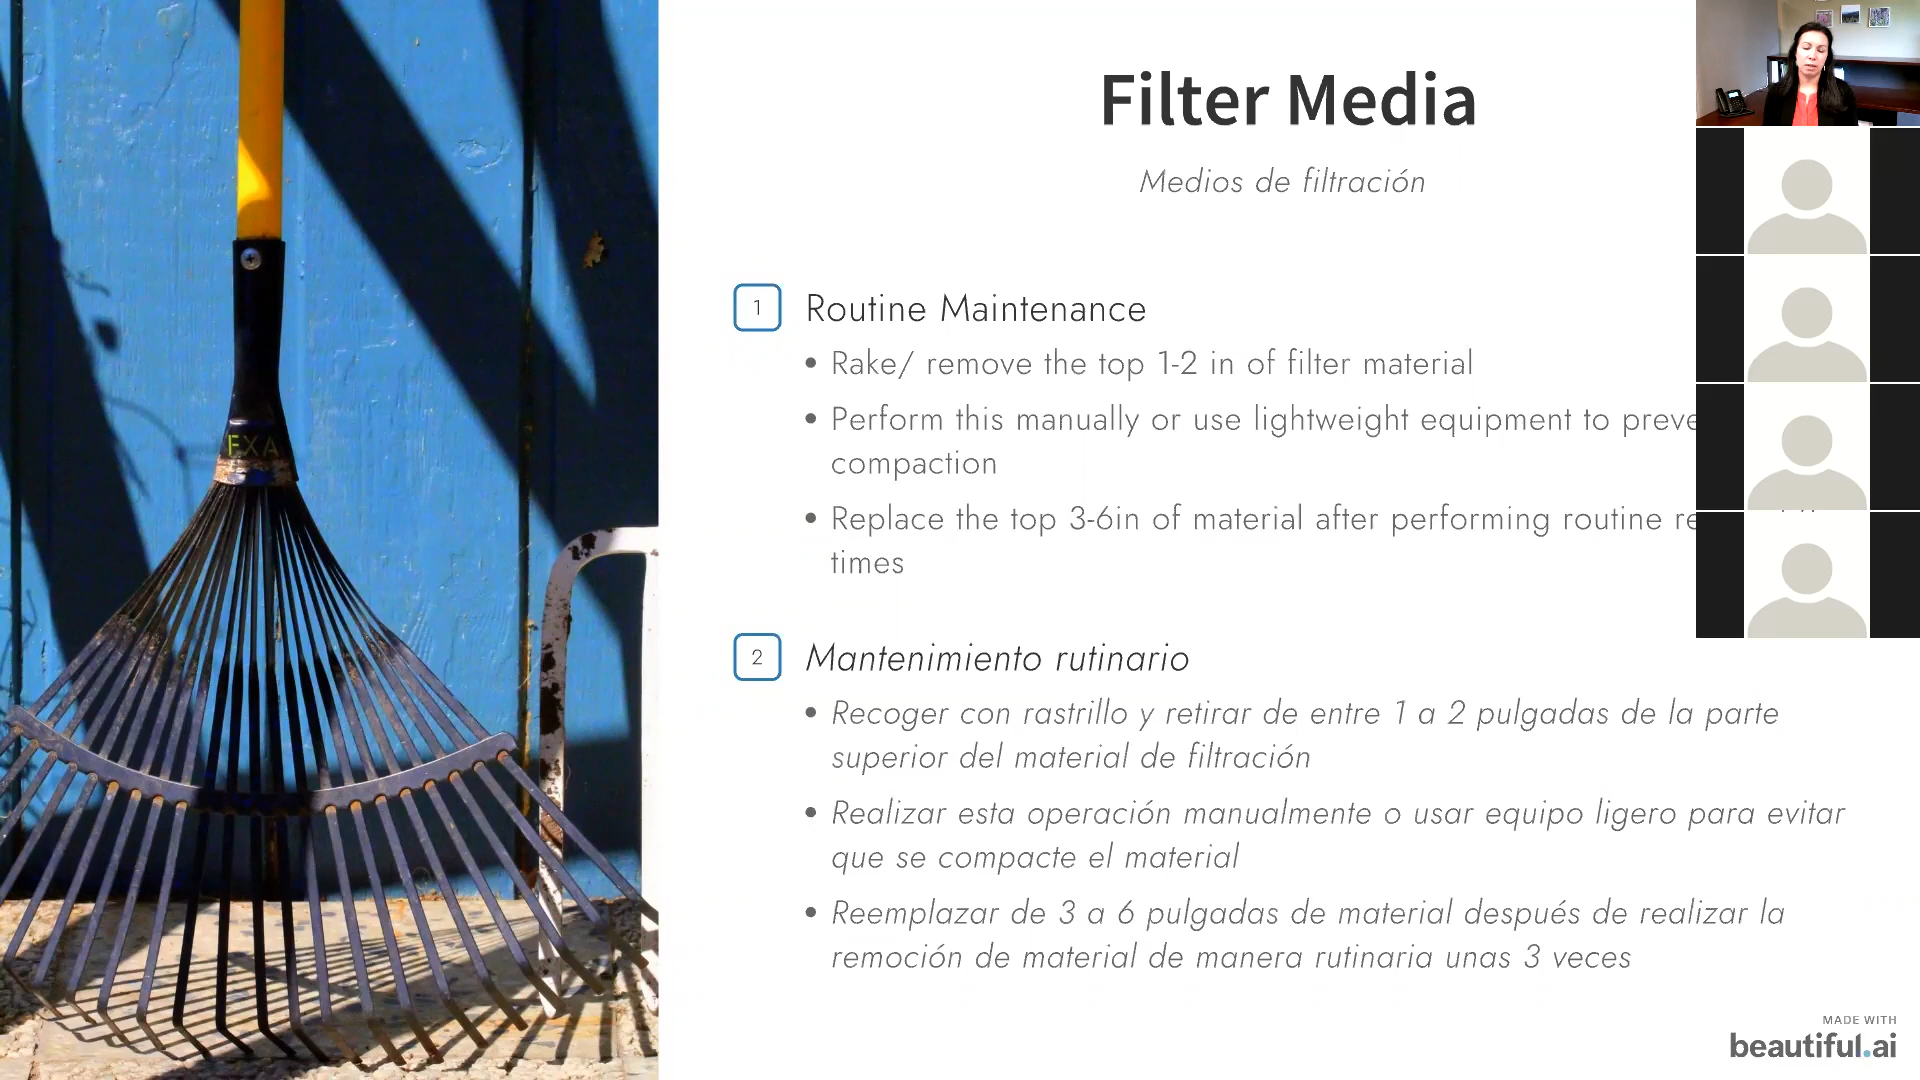 Filter Media
Medios de filtración
1
Routine Maintenance
• Rake/ remove the top 1-2 in of filter material
• Perform this manually or use lightweight equipment to
compaction
• Replace the top 3-6in of material after performing routine
times
2
Mantenimiento rutinario
• Recoger con rastrillo y retirar de entre 1 a 2 pulgadas de la parte
superior del material de filtración
• Realizar esta operación manualmente o usar equipo ligero para evitar
que se compacte el material
• Reemplazar de 3 a 6 pulgadas de material después de realizar la
remoción de material de manera rutinaria unas 3 veces
FXA
MADE WITH
beautiful.ai